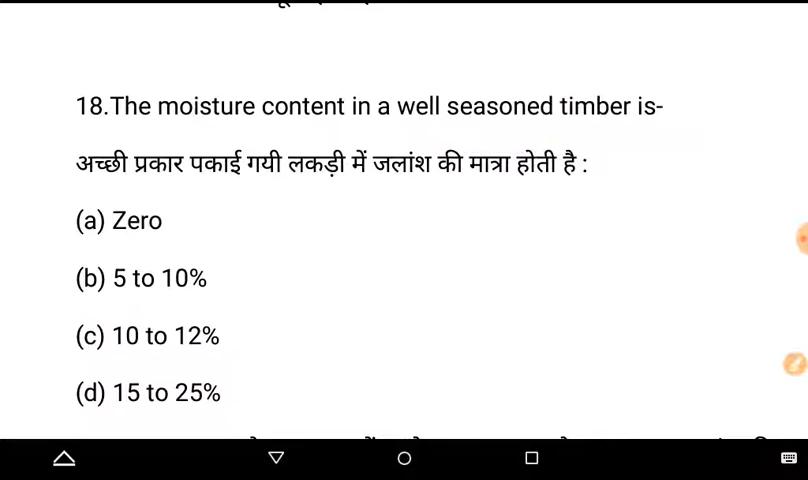 18.The moisture content in a well seasoned timber is-
अच्छी प्रकार पकाई गयी लकड़ी में जलांश की मात्रा होती है :
(a) Zero
(b) 5 to 10%
(c) 10 to 12%
(d) 15 to 25%